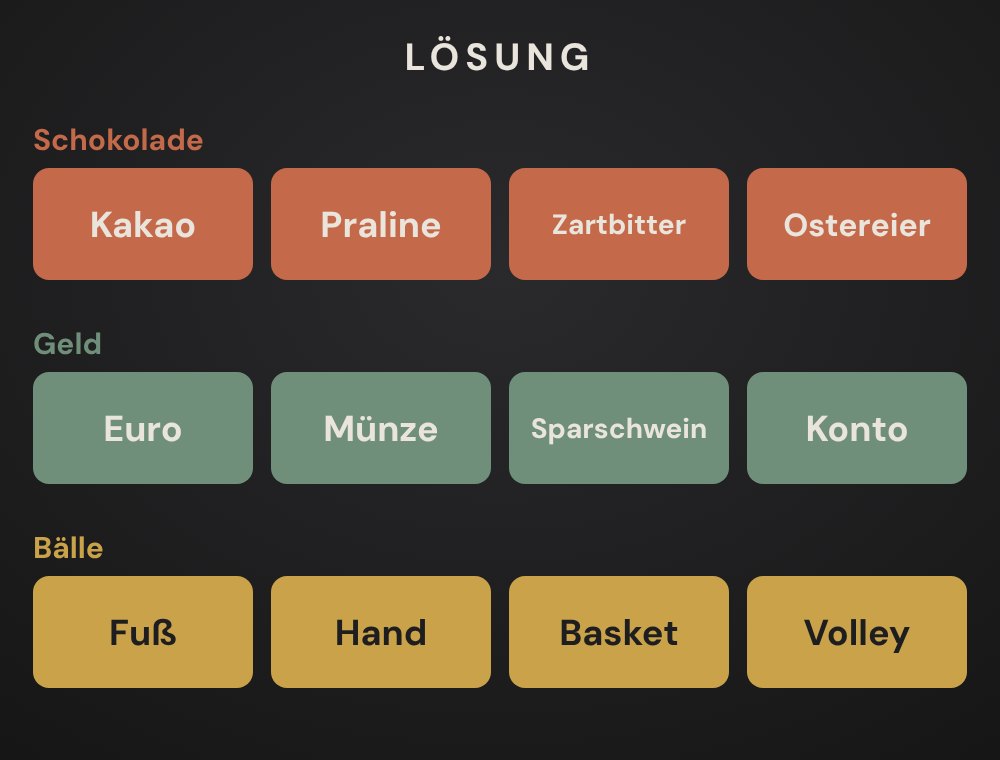 LÖSUNG
Schokolade
Kakao Praline Zartbitter Ostereier
Geld
Euro Münze Sparschwein Konto
Bälle
Fuß Hand Basket Volley